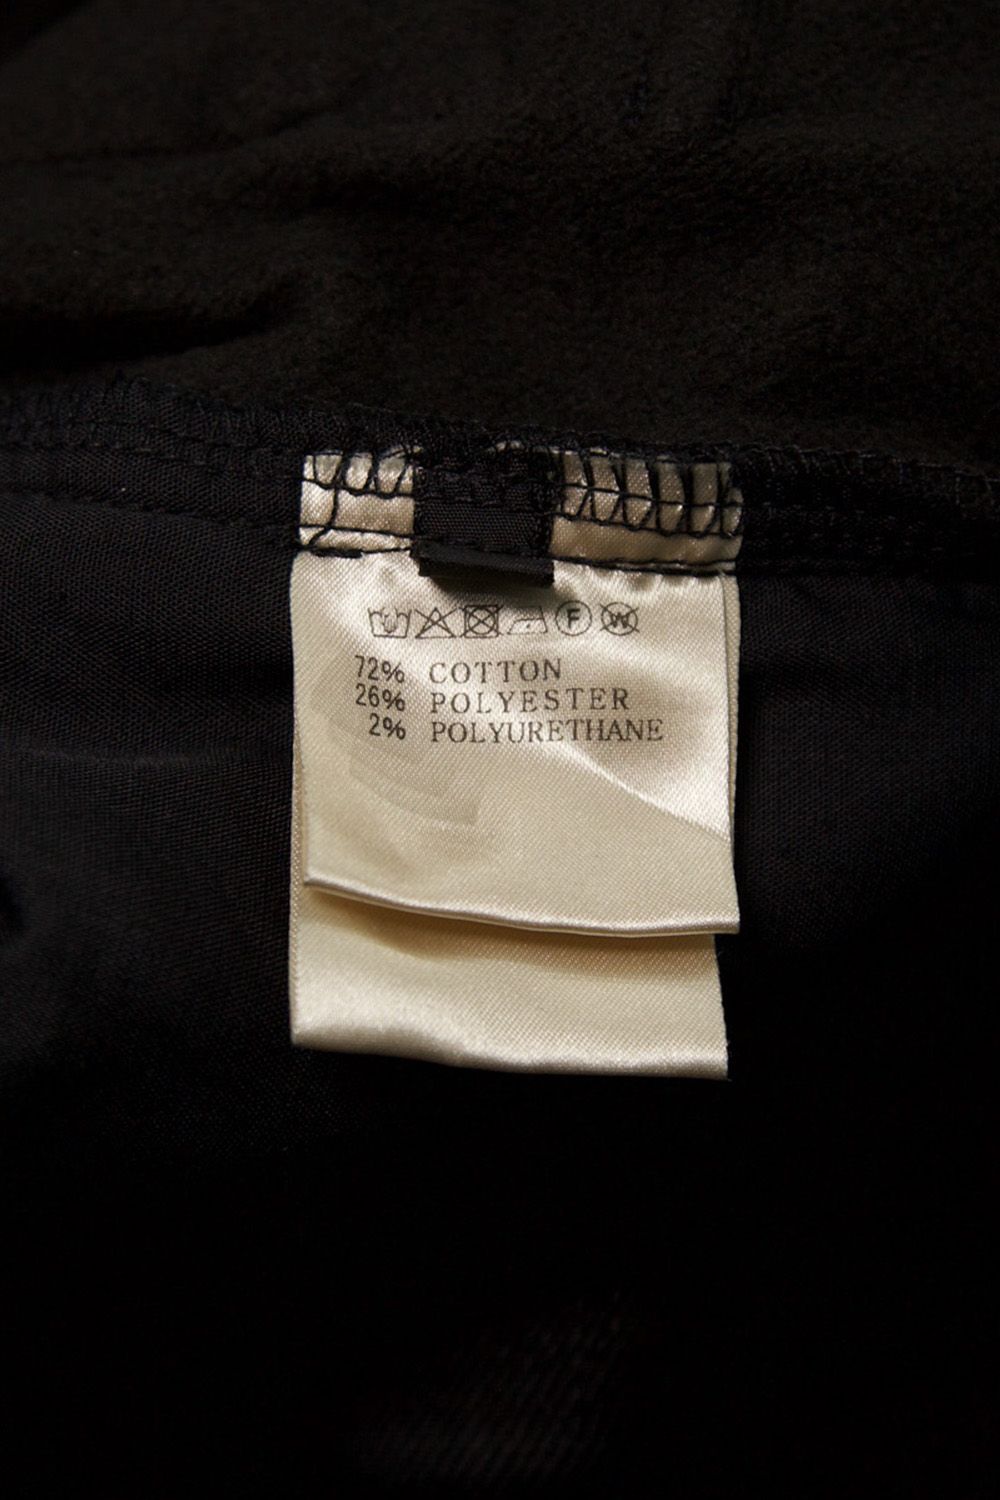 F W
72% COTTON
26% POLYESTER
2% POLYURETHANE